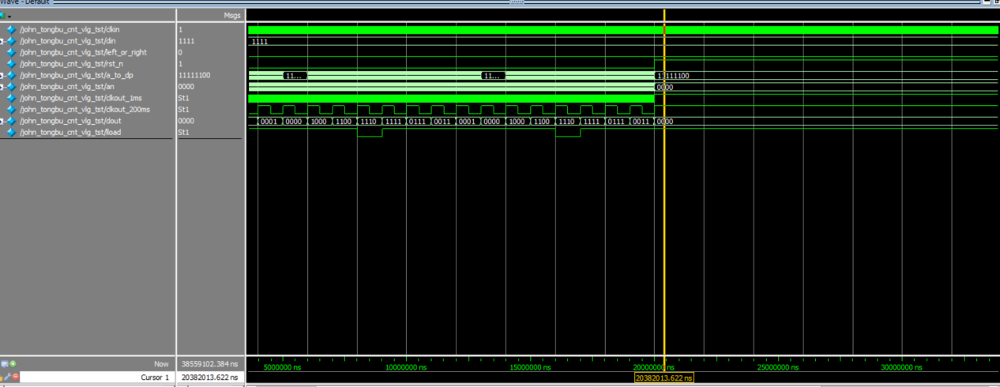 Wave - Default
Msgs
/john_tongbu_cnt_vlg_tst/clkin 1
/john_tongbu_cnt_vlg_tst/din 1111 1111
/john_tongbu_cnt_vlg_tst/left_or_right 0
/john_tongbu_cnt_vlg_tst/rst_n 1
/john_tongbu_cnt_vlg_tst/a_to_dp 11111100 11... 11... 11111100
/john_tongbu_cnt_vlg_tst/an 0000 0000
/john_tongbu_cnt_vlg_tst/clkout_1ms St1
/john_tongbu_cnt_vlg_tst/clkout_200ms St1
/john_tongbu_cnt_vlg_tst/dout 0000 0001 0000 1000 1100 1110 1111 0111 0011 0001 0000 1000 1100 1110 1111 0111 0011 0000
/john_tongbu_cnt_vlg_tst/lload St1
Now 38559102.384 ns 5000000 ns 10000000 ns 15000000 ns 20000000 ns 25000000 ns 30000000 ns
Cursor 1 20382013.622 ns 20382013.622 ns